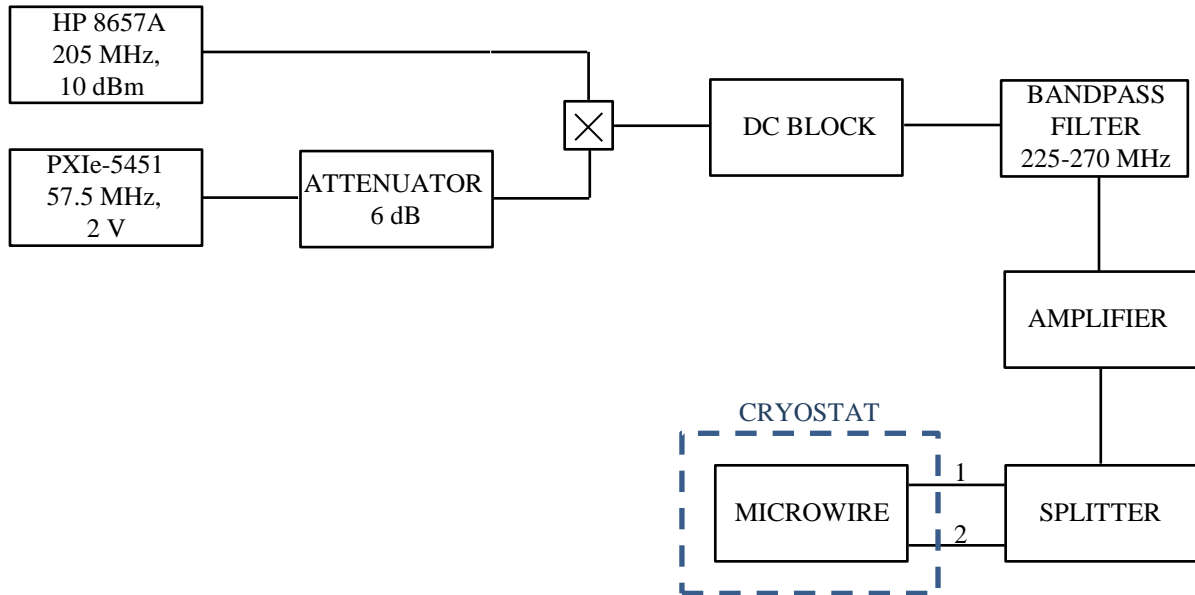 HP 8657A
205 MHz,
10 dBm
PXIe-5451
57.5 MHz,
2 V
ATTENUATOR
6 dB
DC BLOCK
BANDPASS
FILTER
225-270 MHz
AMPLIFIER
CRYOSTAT
MICROWIRE
1
2
SPLITTER